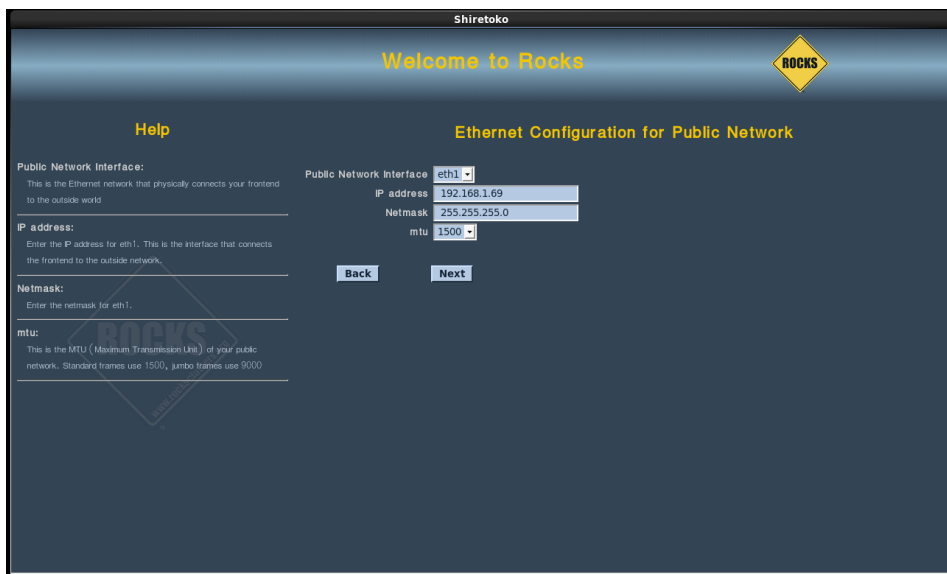 Shiretoko
Welcome to Rocks
ROCKS
Help
Public Network Interface:
This is the Ethernet network that physically connects your frontend
to the outside world
IP address:
Enter the IP address for eth1. This is the interface that connects
the frontend to the outside network.
Netmask:
Enter the netmask for eth1.
mtu:
This is the MTU (Maximum Transmission Unit) of your public
network. Standard frames use 1500, jumbo frames use 9000
ROCKS
Ethernet Configuration for Public Network
Public Network Interface eth1
IP address 192.168.1.69
Netmask 255.255.255.0
mtu 1500
Back Next